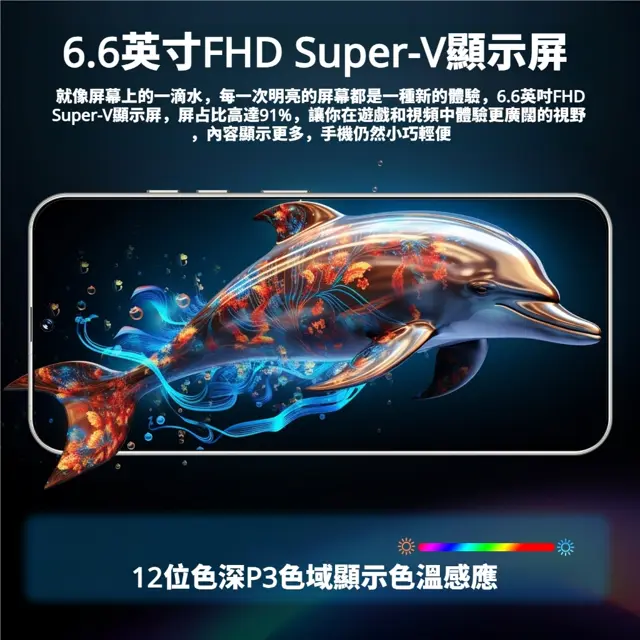 6.6英寸FHD Super-V顯示屏
就像屏幕上的一滴水，每一次明亮的屏幕都是一種新的體驗，6.6英吋FHD
Super-V顯示屏，屏占比高達91%，讓你在遊戲和視頻中體驗更廣闊的視野
，內容顯示更多，手機仍然小巧輕便
12位色深P3色域顯示色溫感應